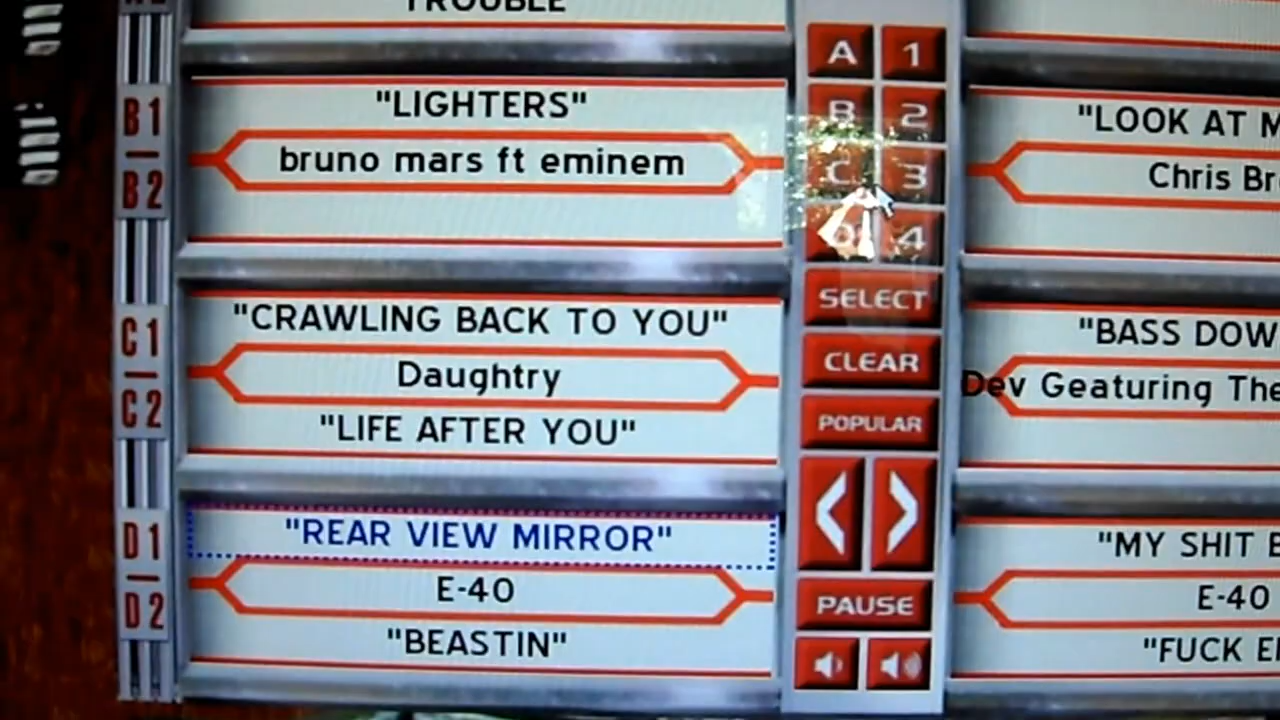 TROUBLE
B1
B2
"LIGHTERS"
bruno mars ft eminem
C1
C2
"CRAWLING BACK TO YOU"
Daughtry
"LIFE AFTER YOU"
D1
D2
"REAR VIEW MIRROR"
E-40
"BEASTIN"
A 1
B 2
C 3
D 4
SELECT
CLEAR
POPULAR
PAUSE
"LOOK AT
Chris
"BASS
Dev Geaturing The
"MY SHIT
E-40
"FUCK